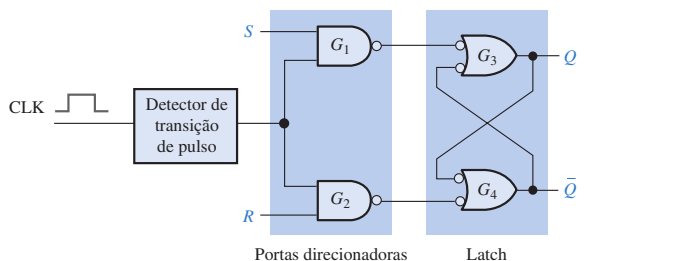 S
G1
G3
Q
CLK
Detector de
transição
de pulso
G2
G4
Q̅
R
Portas direcionadoras
Latch